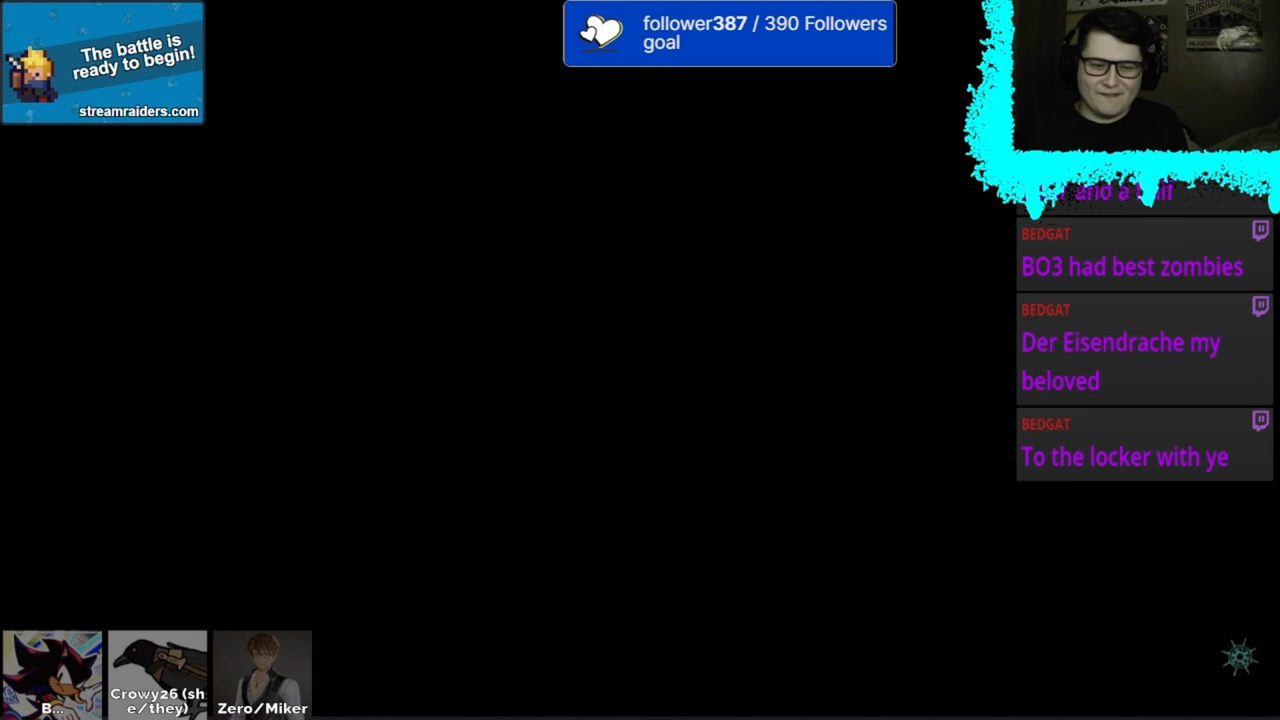 The battle is
ready to begin!
streamraiders.com
follower387 / 390 Followers
goal
and a
BEDGAT
BO3 had best zombies
BEDGAT
Der Eisendrache my
beloved
BEDGAT
To the locker with ye
B...
Crowy26 (sh
e/they)
Zero/Miker